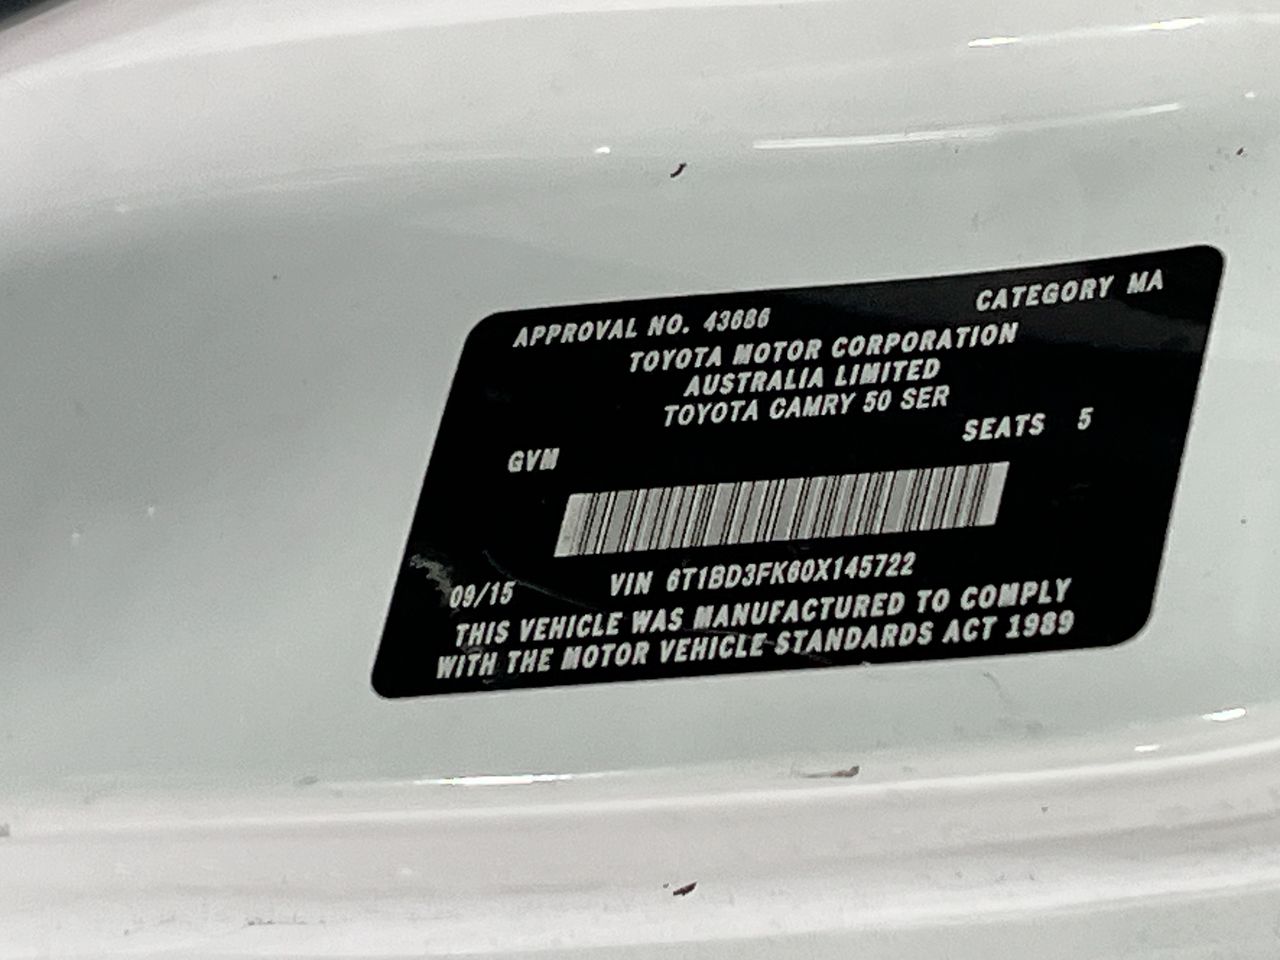 APPROVAL NO. 43686 CATEGORY MA
TOYOTA MOTOR CORPORATION
AUSTRALIA LIMITED
TOYOTA CAMRY 50 SER
GVM SEATS 5
09/15 VIN 6T1BD3FK60X145722
THIS VEHICLE WAS MANUFACTURED TO COMPLY
WITH THE MOTOR VEHICLE STANDARDS ACT 1989